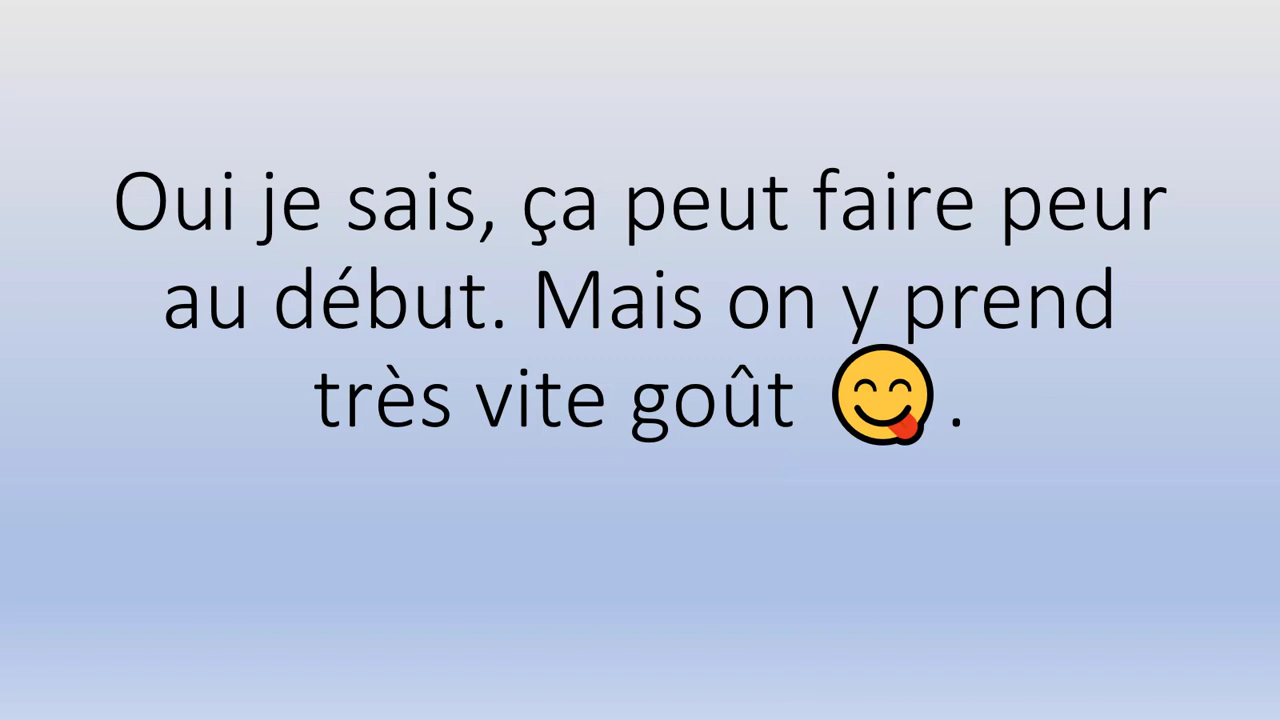 Oui je sais, ça peut faire peur
au début. Mais on y prend
très vite goût 😋.